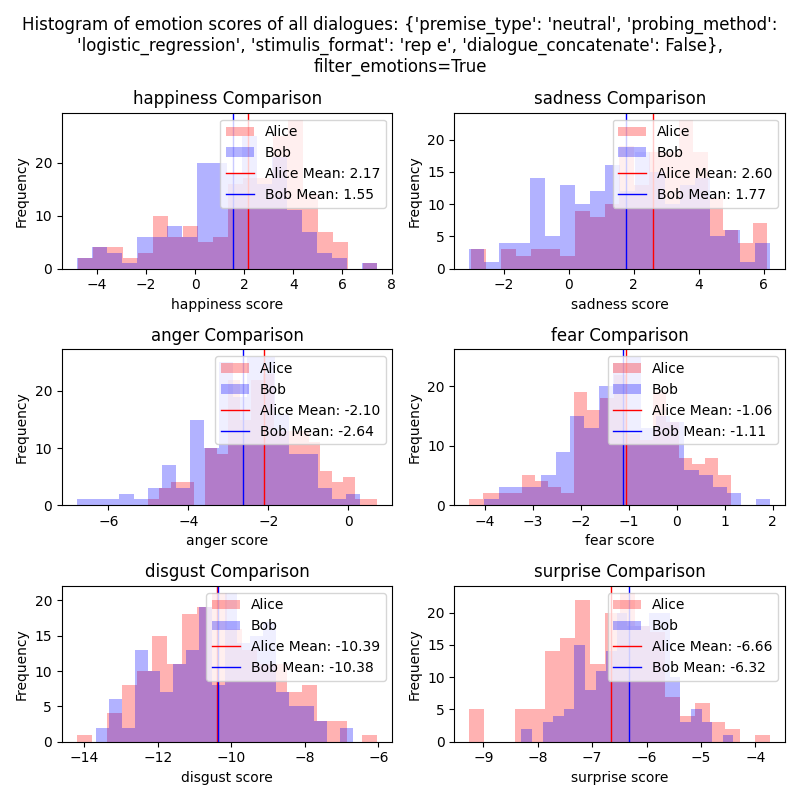 Histogram of emotion scores of all dialogues: {'premise_type': 'neutral', 'probing_method':
'logistic_regression', 'stimulis_format': 'rep e', 'dialogue_concatenate': False},
filter_emotions=True
happiness Comparison
Frequency
20
10
0
Alice
Bob
Alice Mean: 2.17
Bob Mean: 1.55
−4 −2 0 2 4 6 8
happiness score
sadness Comparison
Frequency
20
15
10
5
0
Alice
Bob
Alice Mean: 2.60
Bob Mean: 1.77
−2 0 2 4 6
sadness score
anger Comparison
Frequency
20
10
0
Alice
Bob
Alice Mean: -2.10
Bob Mean: -2.64
−6 −4 −2 0
anger score
fear Comparison
Frequency
20
10
0
Alice
Bob
Alice Mean: -1.06
Bob Mean: -1.11
−4 −3 −2 −1 0 1 2
fear score
disgust Comparison
Frequency
20
15
10
5
0
Alice
Bob
Alice Mean: -10.39
Bob Mean: -10.38
−14 −12 −10 −8 −6
disgust score
surprise Comparison
Frequency
20
15
10
5
0
Alice
Bob
Alice Mean: -6.66
Bob Mean: -6.32
−9 −8 −7 −6 −5 −4
surprise score